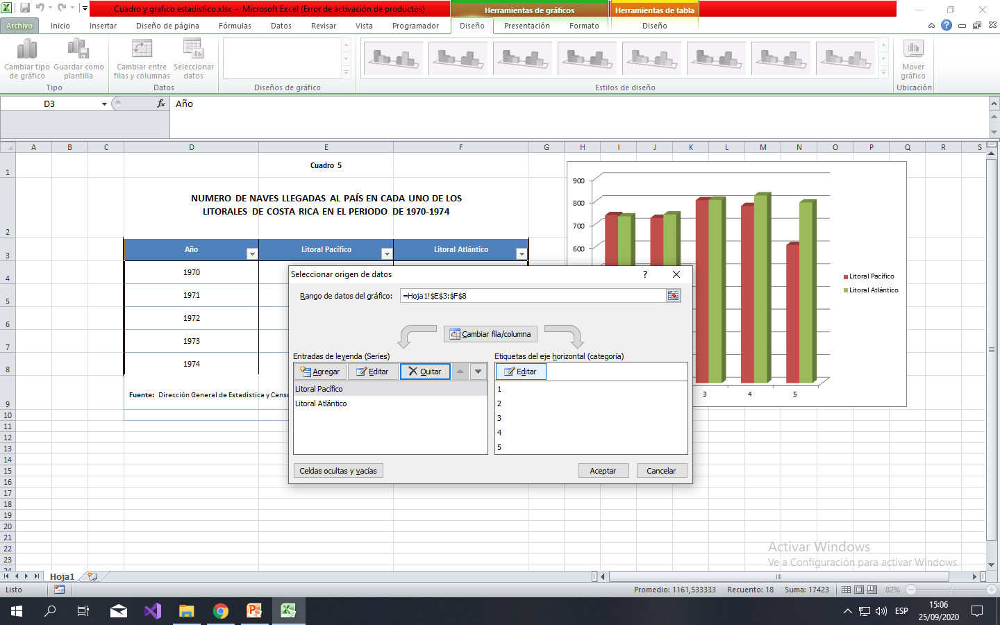 Cuadro y grafico estadistico.xlsx - Microsoft Excel (Error de activación de productos)
Herramientas de gráficos
Herramientas de tabla
Archivo Inicio Insertar Diseño de página Fórmulas Datos Revisar Vista Programador Diseño Presentación Formato Diseño
Cambiar tipo de gráfico
Guardar como plantilla
Cambiar entre filas y columnas
Seleccionar datos
Mover gráfico
Tipo Datos Diseños de gráfico Estilos de diseño Ubicación
D3 fx Año
A B C D E F G H I J K L M N O P Q R S
1
Cuadro 5
2
NUMERO DE NAVES LLEGADAS AL PAÍS EN CADA UNO DE LOS
LITORALES DE COSTA RICA EN EL PERIODO DE 1970-1974
3 Año Litoral Pacífico Litoral Atlántico
4 1970
5 1971
6 1972
7 1973
8 1974
9 Fuente: Dirección General de Estadística y Censo
10
11
12
13
14
15
16
17
18
19
20
21
22
23
24
900
800
700
600
3 4 5
Litoral Pacífico
Litoral Atlántico
Seleccionar origen de datos ?
Rango de datos del gráfico: =Hoja1!$E$3:$F$8
Cambiar fila/columna
Entradas de leyenda (Series)
Agregar Editar Quitar
Litoral Pacífico
Litoral Atlántico
Etiquetas del eje horizontal (categoría)
Editar
1
2
3
4
5
Celdas ocultas y vacías Aceptar Cancelar
Activar Windows
Ve a Configuración para activar Windows.
Hoja1
Listo Promedio: 1161,533333 Recuento: 18 Suma: 17423 82%
ESP
15:06
25/09/2020